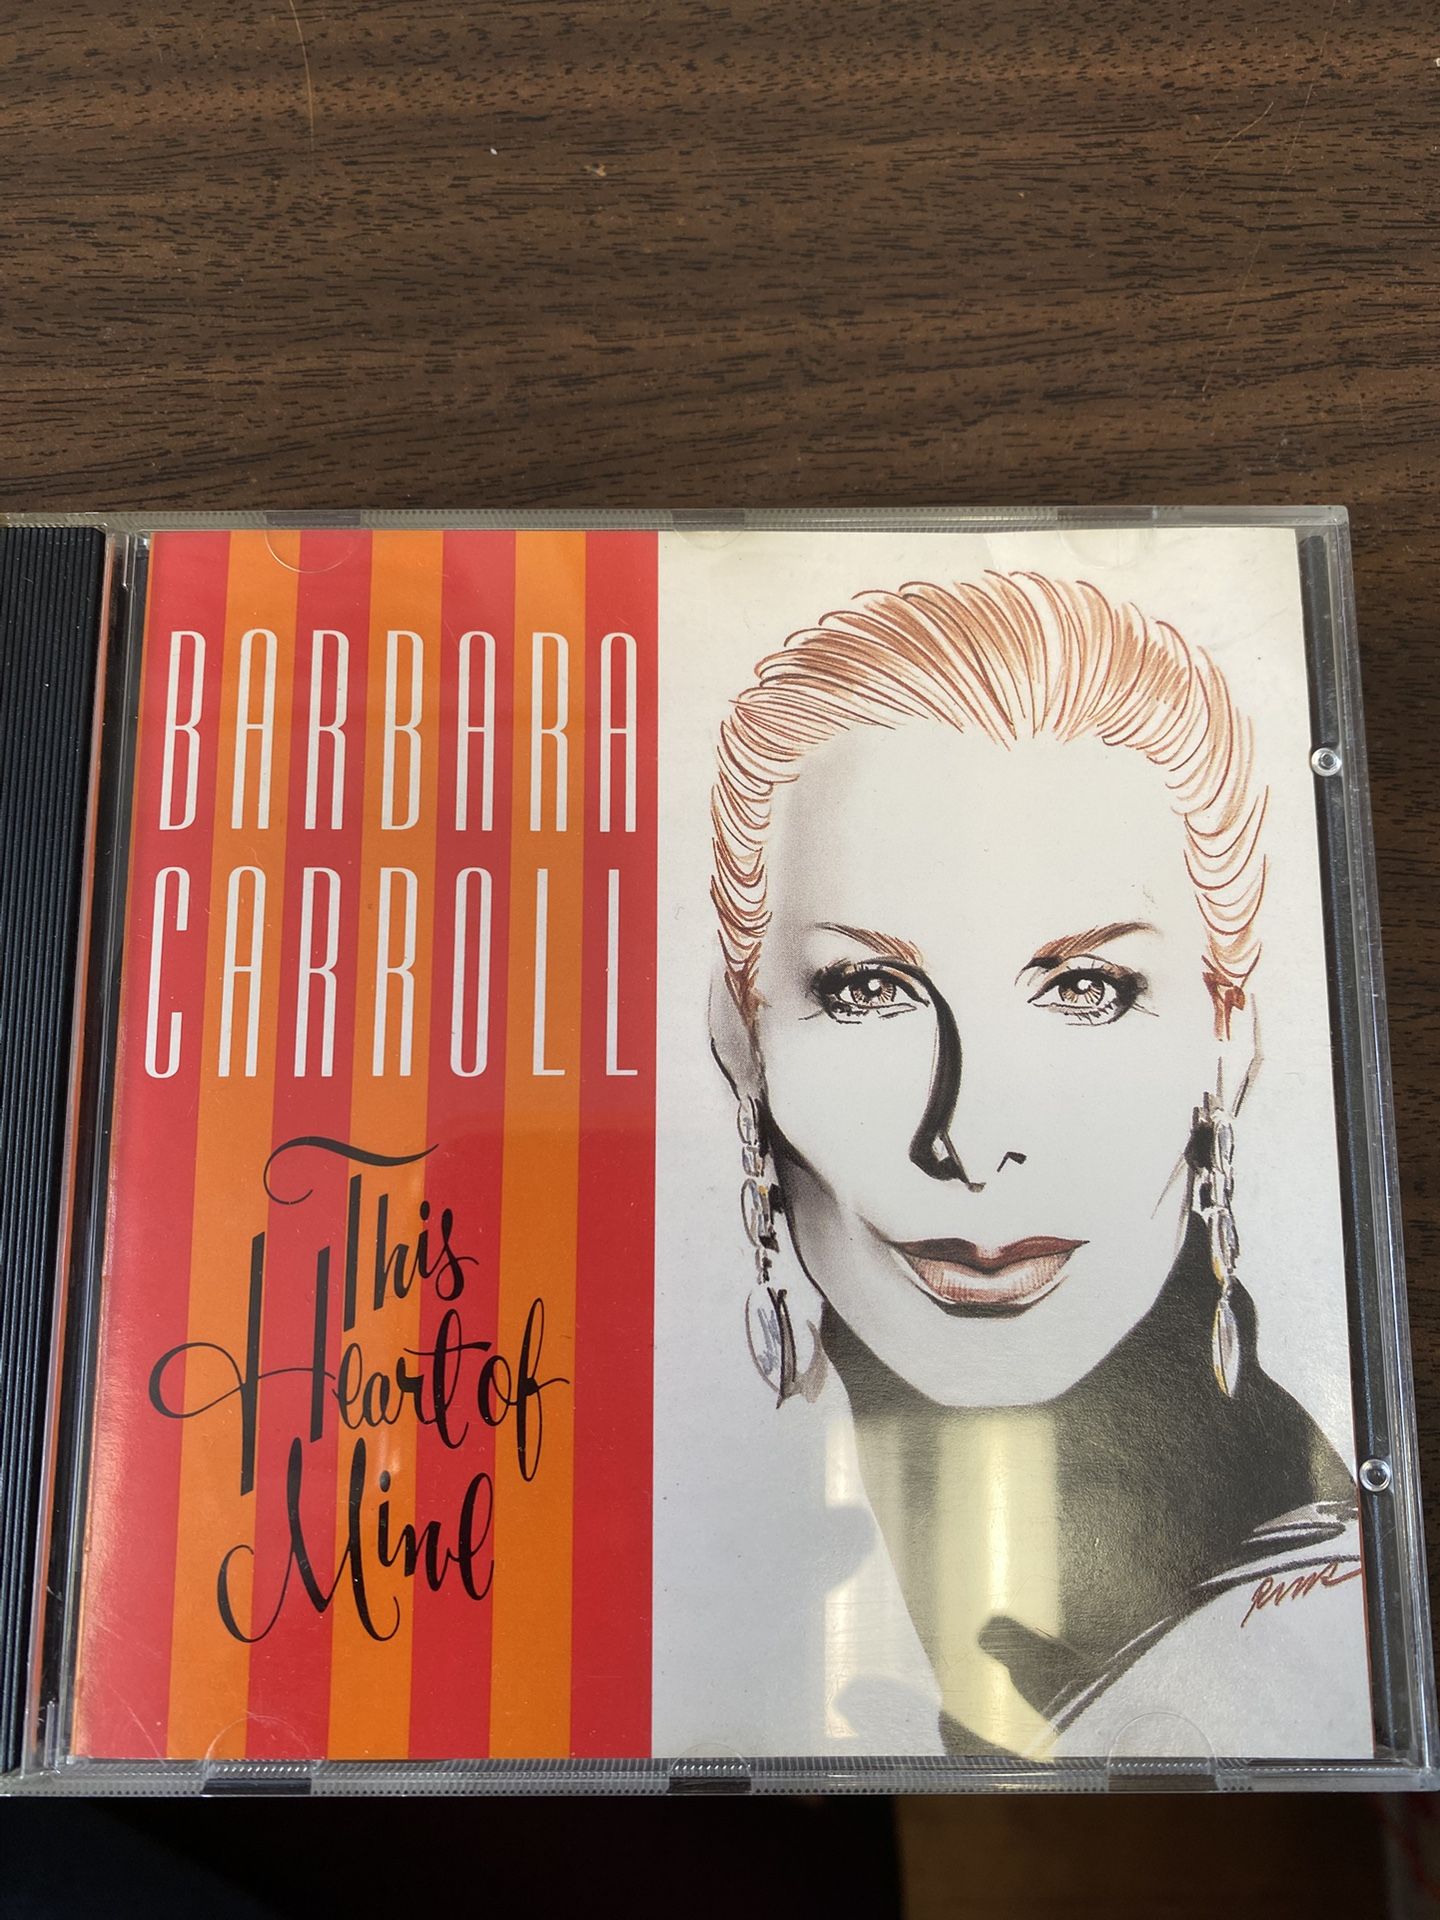 BARBARA
CARROLL
This
Heart of
Mine